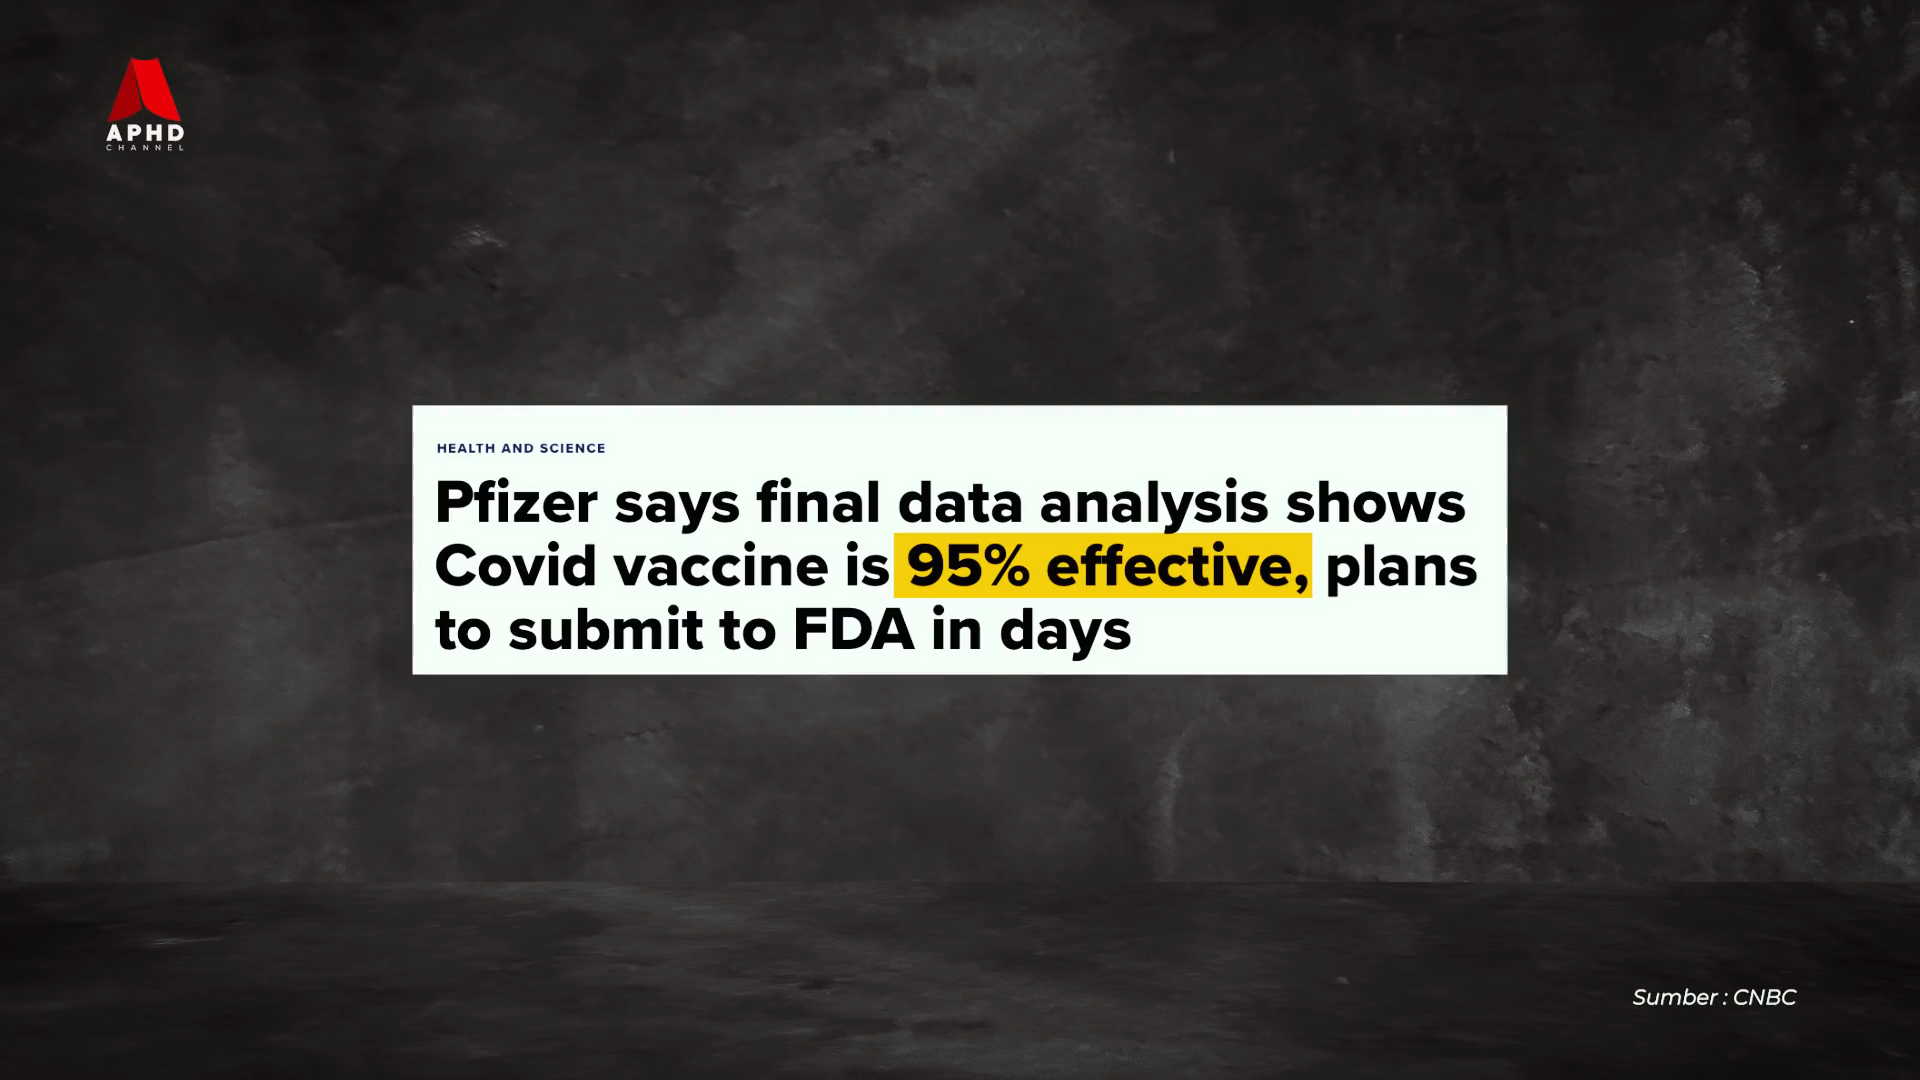 APHD
CHANNEL
HEALTH AND SCIENCE
Pfizer says final data analysis shows
Covid vaccine is 95% effective, plans
to submit to FDA in days
Sumber : CNBC